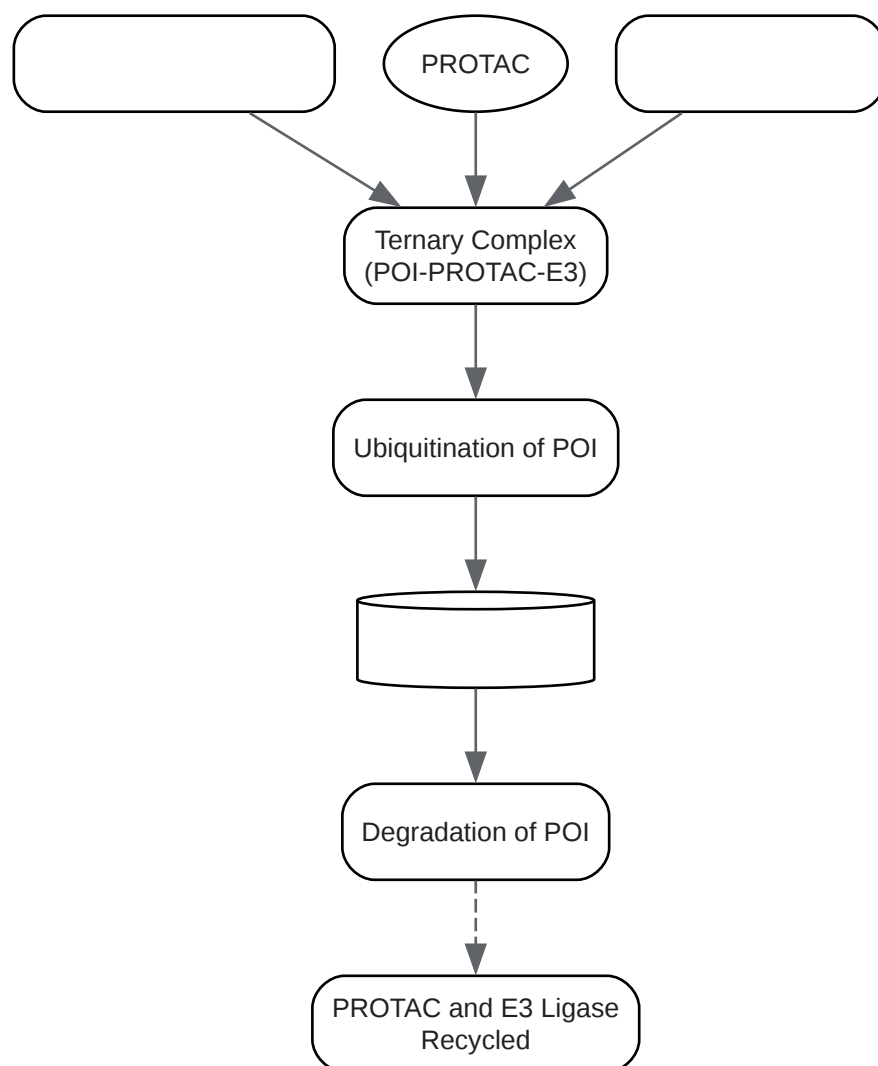 PROTAC
Ternary Complex
(POI-PROTAC-E3)
Ubiquitination of POI
Degradation of POI
PROTAC and E3 Ligase
Recycled